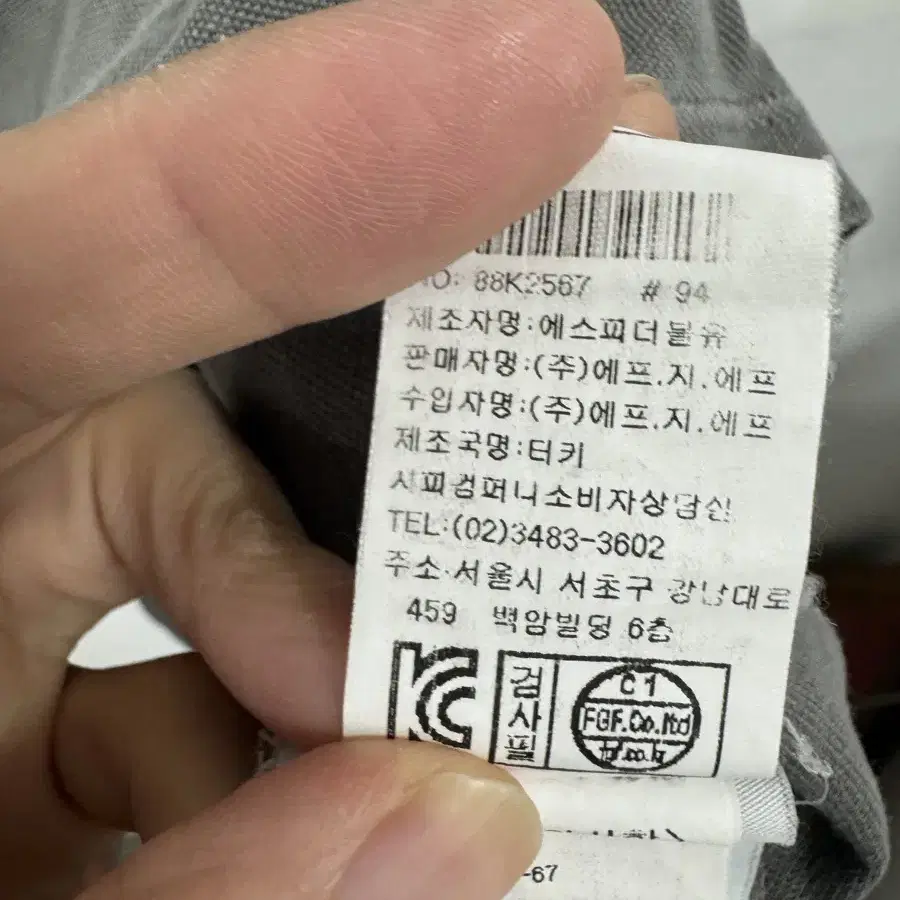 NO: 88K2567 # 94
제조자명:에스피더블유
판매자명:(주)에프.지.에프
수입자명:(주)에프.지.에프
제조국명:터키
시피컴퍼니소비자상담실
TEL:(02)3483-3602
주소:서울시 서초구 강남대로
459 백암빌딩 6층
KC
검사필
C1
FGF.Co.ltd
-67